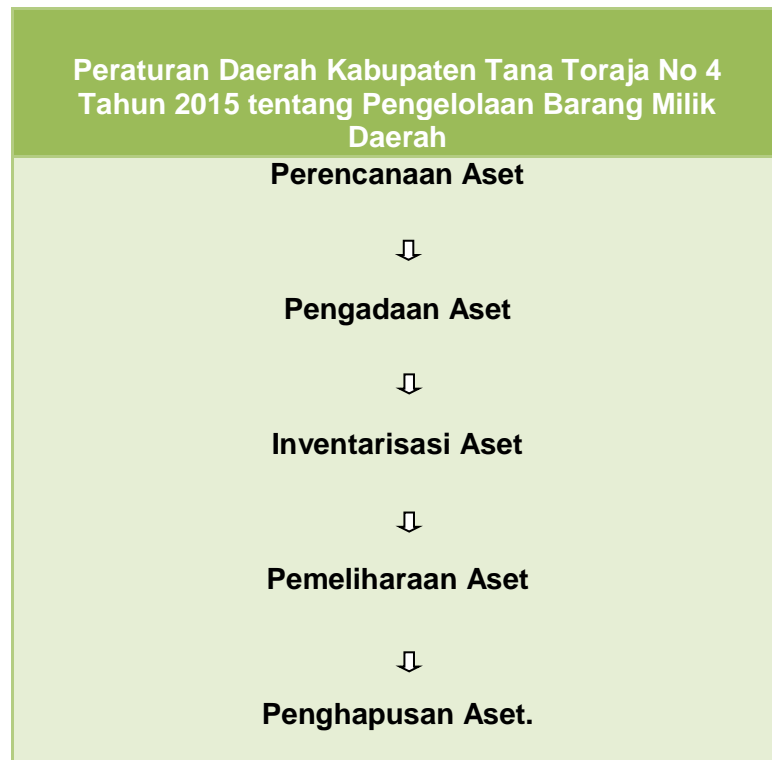 Peraturan Daerah Kabupaten Tana Toraja No 4
Tahun 2015 tentang Pengelolaan Barang Milik
Daerah
Perencanaan Aset
Pengadaan Aset
Inventarisasi Aset
Pemeliharaan Aset
Penghapusan Aset.